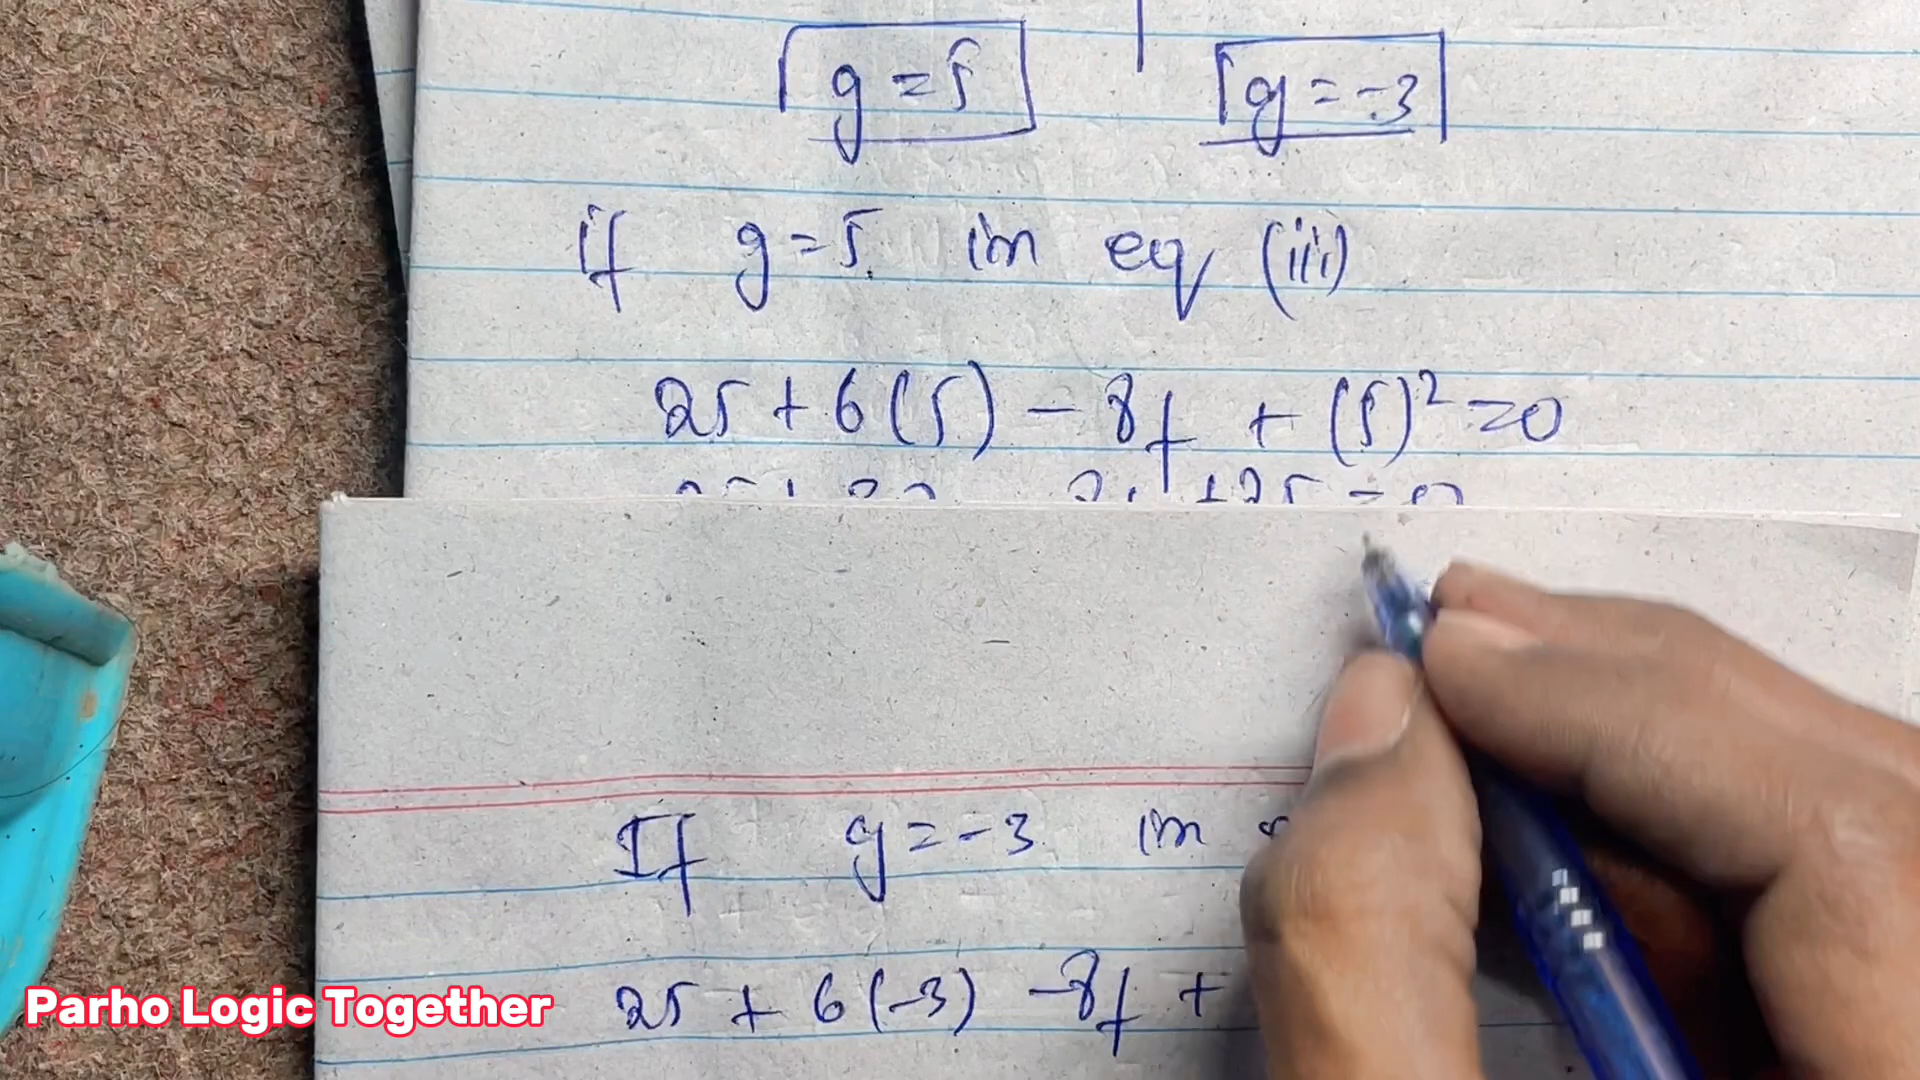 g = 5 g = -3
if g = 5 in eq (iii)
25 + 6(5) - 8f + (5)² = 0
If g = -3 in
25 + 6(-3) - 8f +
Parho Logic Together